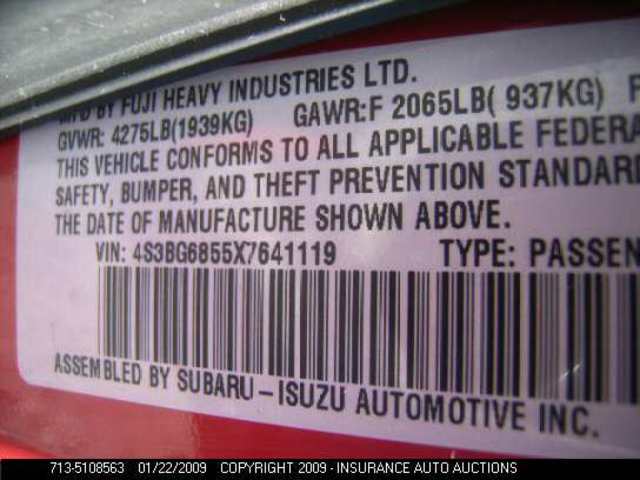 MFD BY FUJI HEAVY INDUSTRIES LTD.
GVWR: 4275LB(1939KG) GAWR:F 2065LB( 937KG)
THIS VEHICLE CONFORMS TO ALL APPLICABLE FEDERA
SAFETY, BUMPER, AND THEFT PREVENTION STANDAR
THE DATE OF MANUFACTURE SHOWN ABOVE.
VIN: 4S3BG6855X7641119 TYPE: PASSEN
ASSEMBLED BY SUBARU-ISUZU AUTOMOTIVE INC.
713-5108563 01/22/2009 COPYRIGHT 2009 - INSURANCE AUTO AUCTIONS